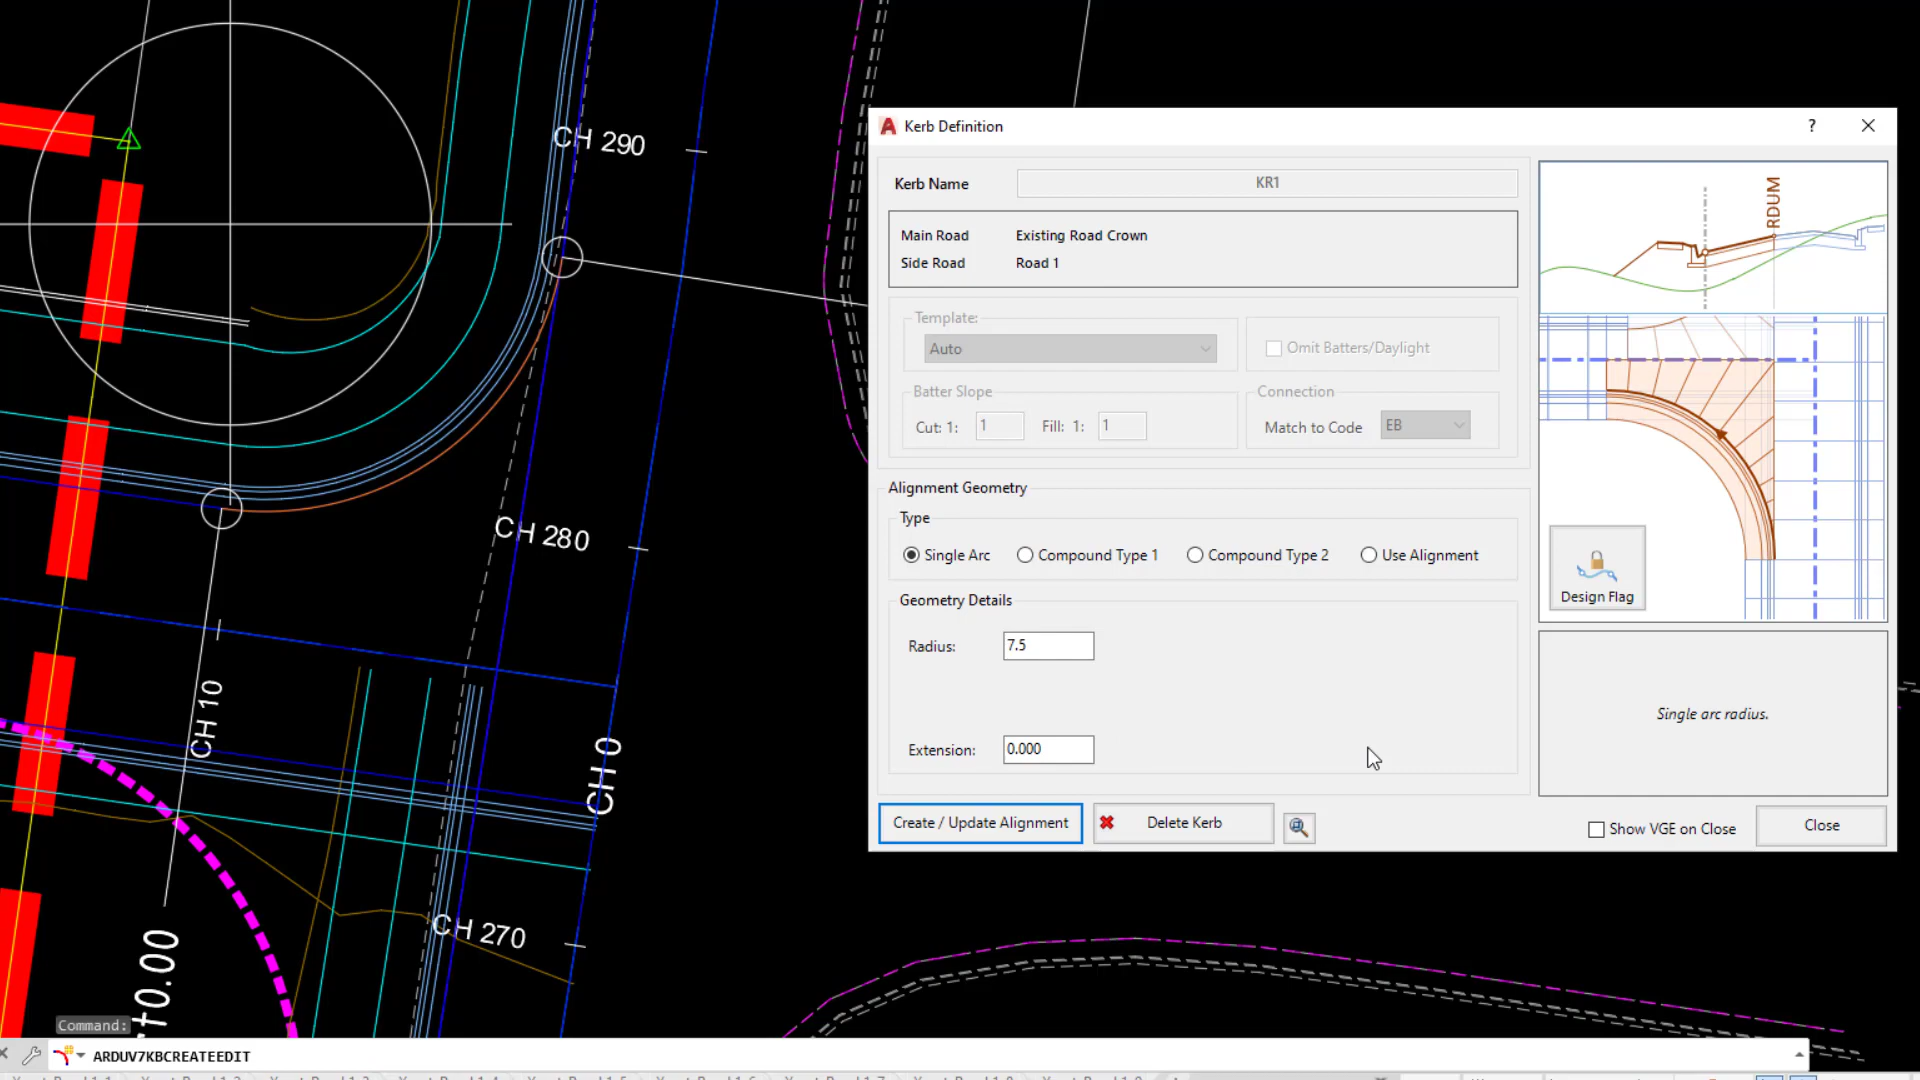 CH 290
CH 280
CH 10
CH 0
CH 270
Command:
ARDUV7KBCREATEEDIT
Kerb Definition
?
Kerb Name
KR1
Main Road Existing Road Crown
Side Road Road 1
Template:
Auto
Omit Batters/Daylight
Batter Slope
Cut: 1: 1 Fill: 1: 1
Connection
Match to Code EB
Alignment Geometry
Type
Single Arc Compound Type 1 Compound Type 2 Use Alignment
Geometry Details
Radius: 7.5
Extension: 0.000
Create / Update Alignment
Delete Kerb
RDUM
Design Flag
Single arc radius.
Show VGE on Close
Close